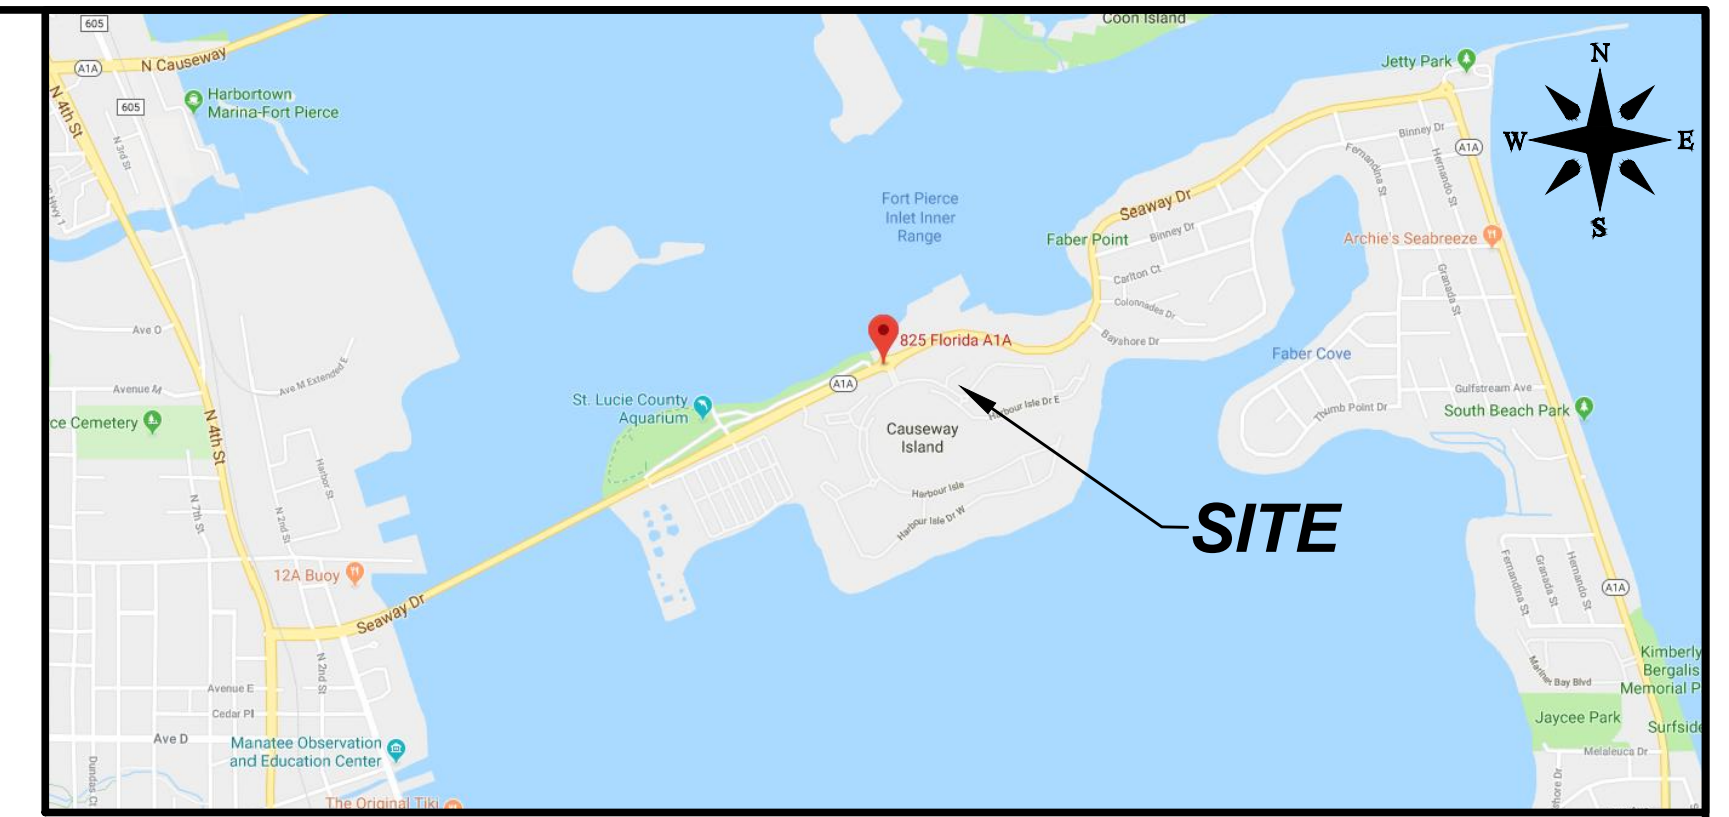 605
Coon Island
N Causeway
A1A
Jetty Park
N
Harbortown
Marina-Fort Pierce
605
N 4th St
N 3rd St
Binney Dr
A1A
W
E
Fernandina St
Hernando St
Hwy 1
Fort Pierce
Inlet Inner
Range
Seaway Dr
S
Faber Point
Binney Dr
Archie's Seabreeze
Carlton Ct
Granada St
Colonnades Dr
Ave O
825 Florida A1A
Bayshore Dr
Faber Cove
Ave M Extended E
A1A
Avenue M
Gulfstream Ave
St. Lucie County
Aquarium
Harbour Isle Dr E
Thumb Point Dr
South Beach Park
ce Cemetery
N 4th St
Causeway
Island
Harbor St
Harbour Isle
N 7th St
N 2nd St
Harbour Isle Dr W
SITE
12A Buoy
Fernandina St
Granada St
Hernando St
A1A
Seaway Dr
N 2nd St
Kimberly
Bergalis
Memorial P
Mariner Bay Blvd
Avenue E
Cedar Pl
Jaycee Park
Surfside
Ave D
Manatee Observation
and Education Center
Melaleuca Dr
Dundas Ct
shore Dr
The Original Tiki